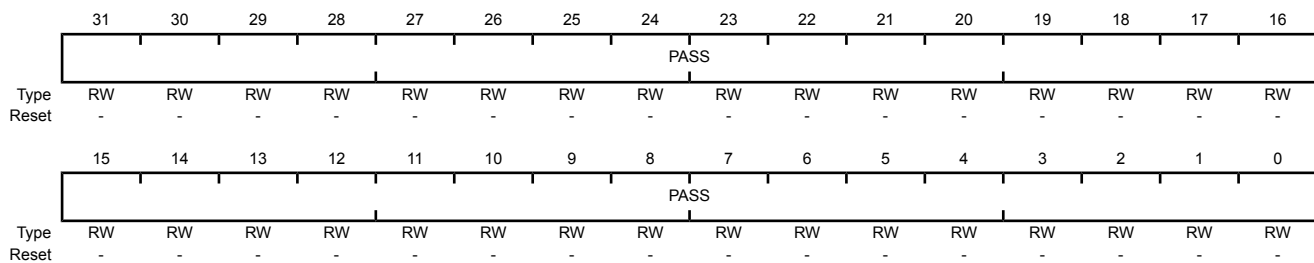 31 30 29 28 27 26 25 24 23 22 21 20 19 18 17 16
PASS
Type RW RW RW RW RW RW RW RW RW RW RW RW RW RW RW RW
Reset - - - - - - - - - - - - - - - -
15 14 13 12 11 10 9 8 7 6 5 4 3 2 1 0
PASS
Type RW RW RW RW RW RW RW RW RW RW RW RW RW RW RW RW
Reset - - - - - - - - - - - - - - - -